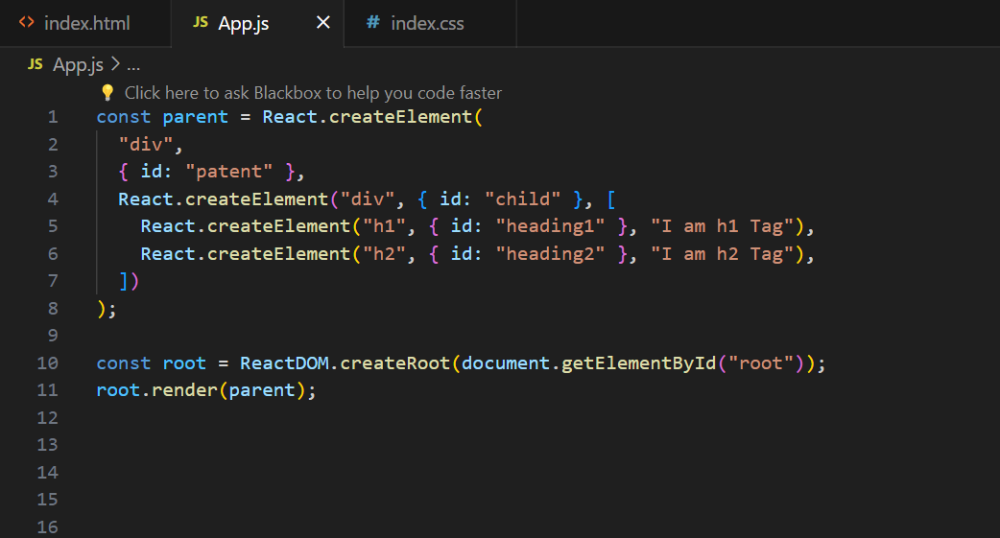 index.html JS App.js × index.css
JS App.js > ...
Click here to ask Blackbox to help you code faster
1 const parent = React.createElement(
2 "div",
3 { id: "patent" },
4 React.createElement("div", { id: "child" }, [
5 React.createElement("h1", { id: "heading1" }, "I am h1 Tag"),
6 React.createElement("h2", { id: "heading2" }, "I am h2 Tag"),
7 ])
8 );
9
10 const root = ReactDOM.createRoot(document.getElementById("root"));
11 root.render(parent);
12
13
14
15
16